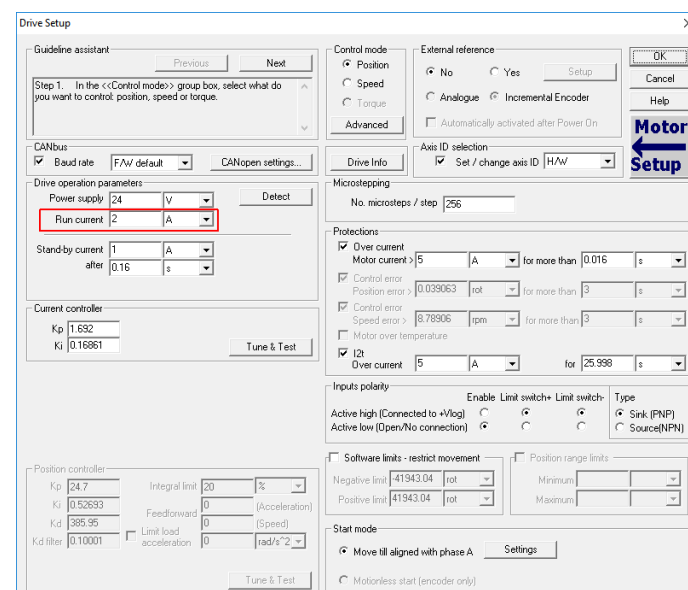 Drive Setup
Guideline assistant
Previous Next
Step 1. In the <<Control mode>> group box, select what do
you want to control: position, speed or torque.
Control mode
Position
Speed
Torque
Advanced
External reference
No Yes Setup
Analogue Incremental Encoder
Automatically activated after Power On
OK
Cancel
Help
Motor
Setup
CANbus
Baud rate F/W default CANopen settings...
Drive Info
Axis ID selection
Set / change axis ID H/W
Drive operation parameters
Power supply 24 V Detect
Run current 2 A
Stand-by current 1 A
after 0.16 s
Microstepping
No. microsteps / step 256
Protections
Over current
Motor current > 5 A for more than 0.016 s
Control error
Position error > 0.039063 rot for more than 3 s
Control error
Speed error > 8.78906 rpm for more than 3 s
Motor over temperature
I2t
Over current 5 A for 25.998 s
Current controller
Kp 1.692
Ki 0.16861 Tune & Test
Inputs polarity
Enable Limit switch+ Limit switch-
Active high (Connected to +Vlog)
Active low (Open/No connection)
Type
Sink (PNP)
Source(NPN)
Software limits - restrict movement
Negative limit -41943.04 rot
Positive limit 41943.04 rot
Position range limits
Minimum
Maximum
Position controller
Kp 24.7 Integral limit 20 %
Ki 0.52693 Feedforward 0 (Acceleration)
Kd 385.95 0 (Speed)
Kd filter 0.10001 Limit load acceleration 0 rad/s^2
Tune & Test
Start mode
Move till aligned with phase A Settings
Motionless start (encoder only)